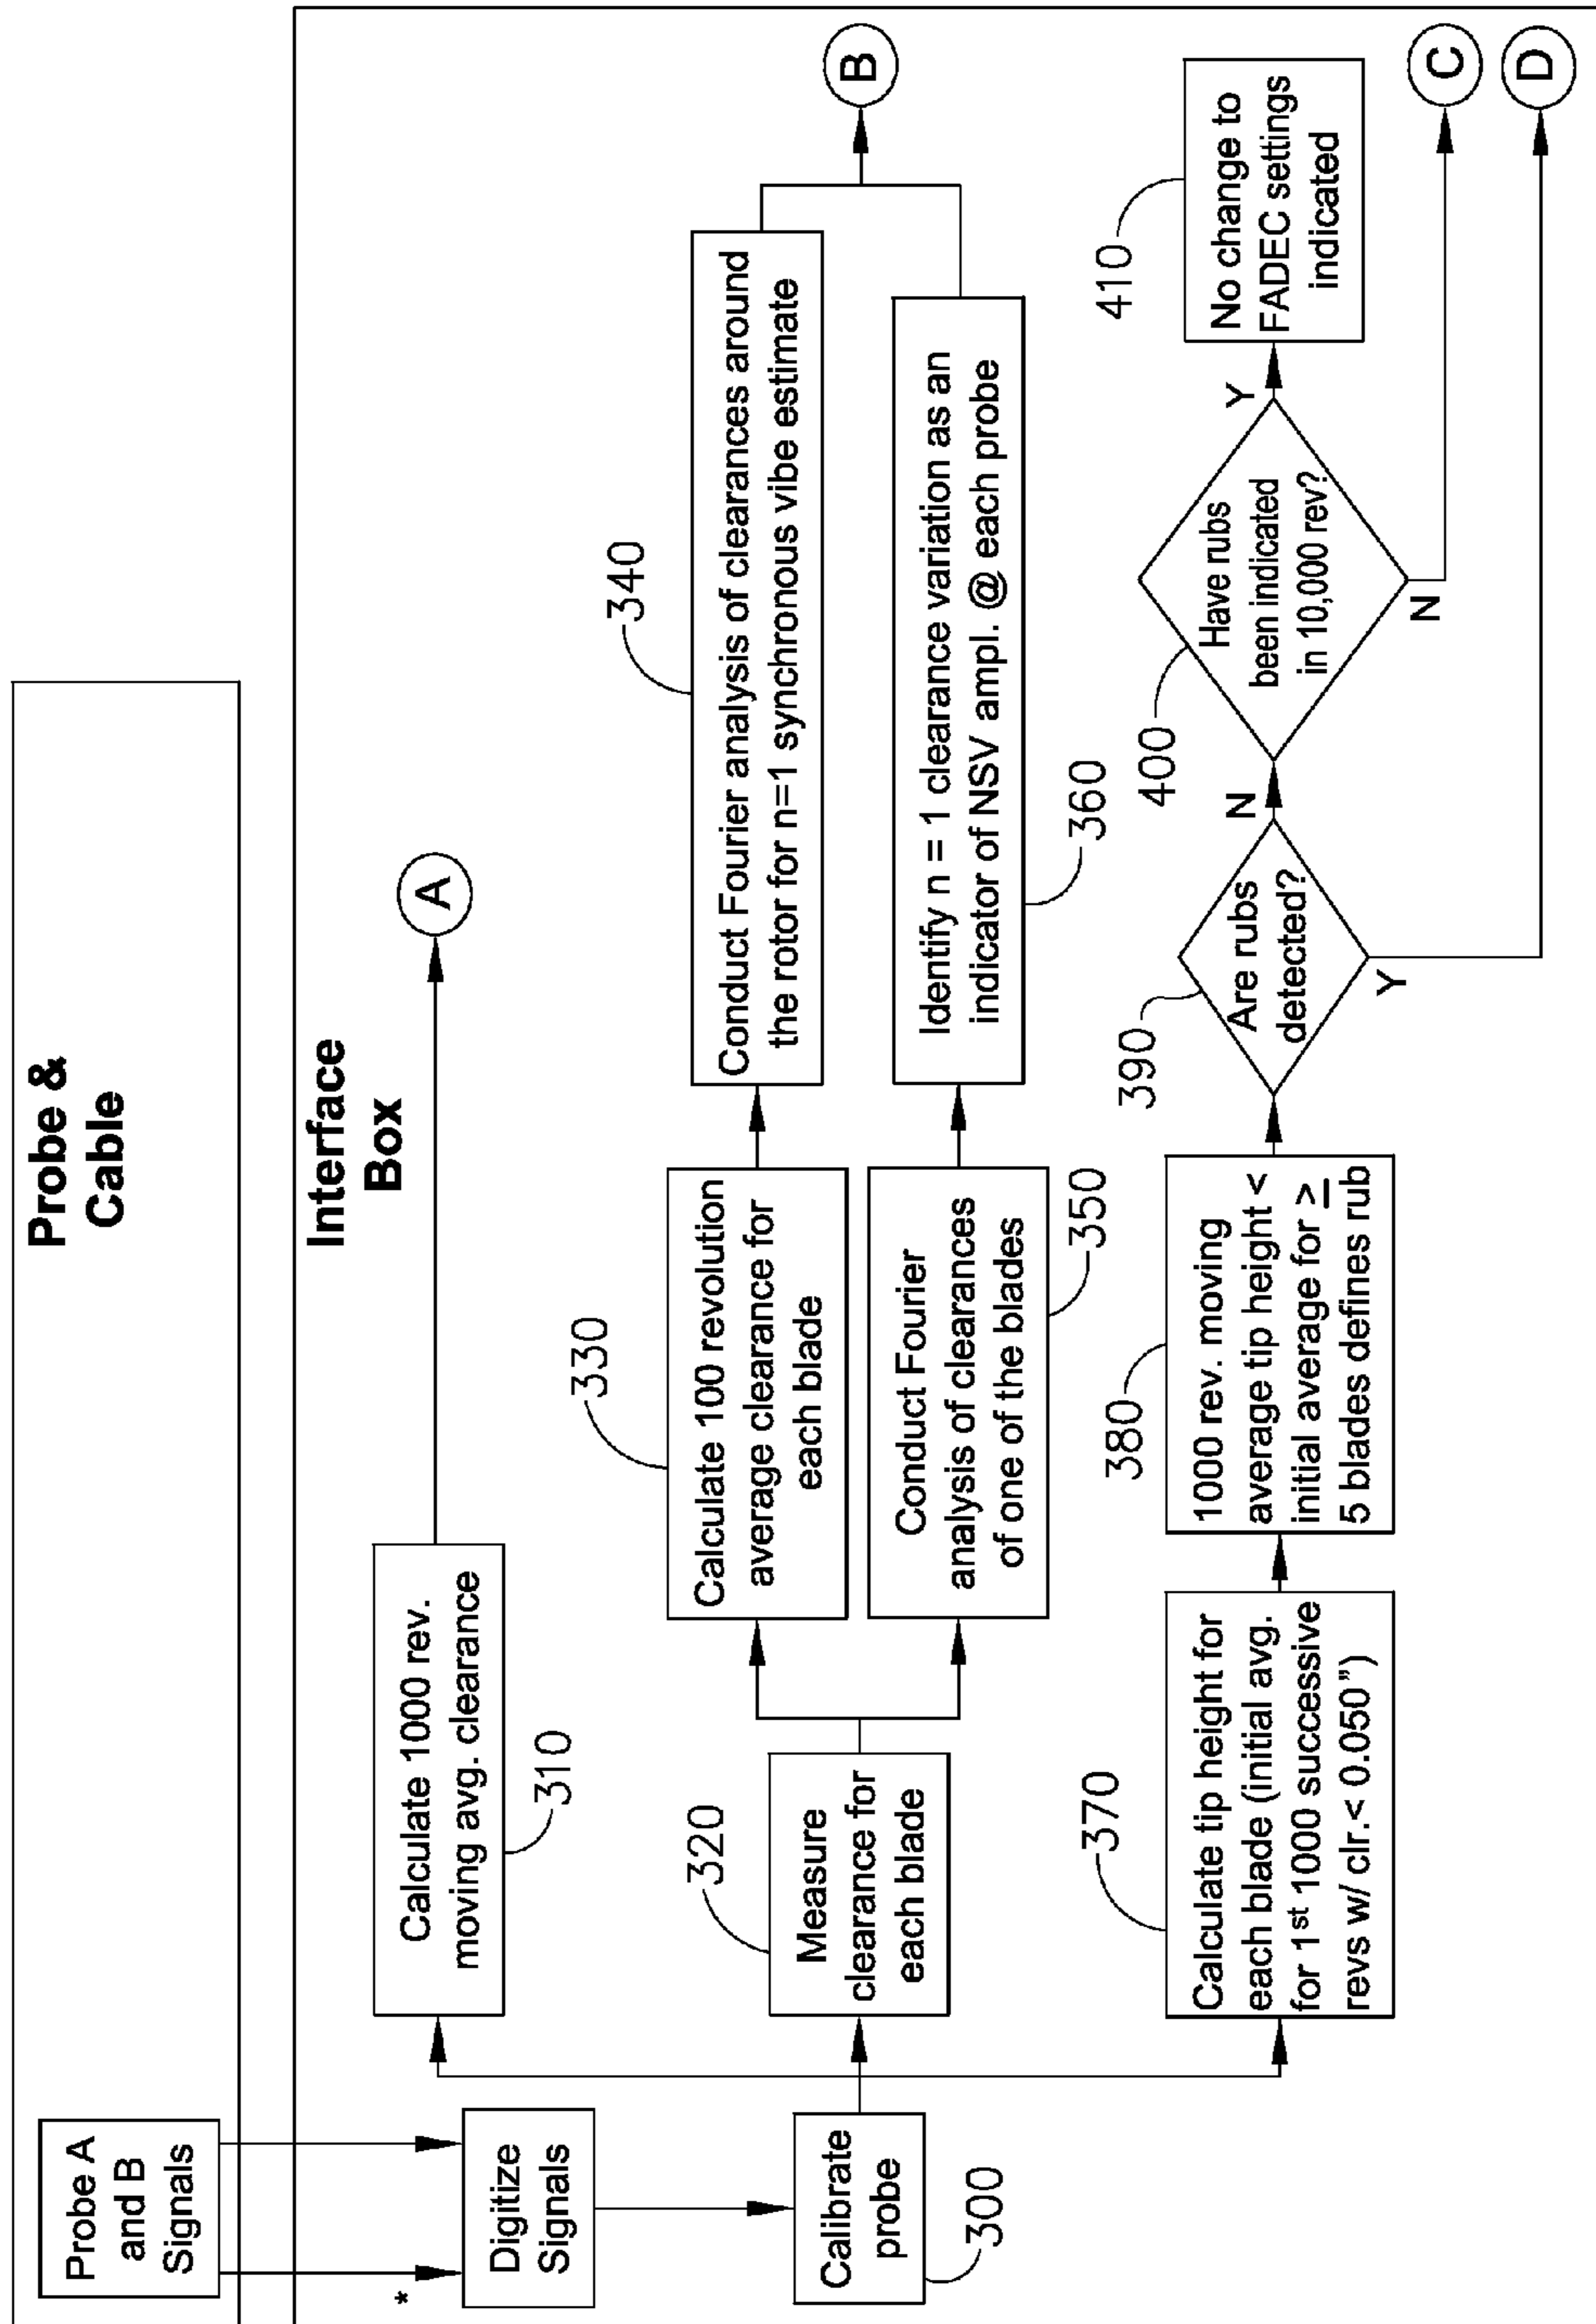 Probe &
Cable
Probe A
and B
Signals
*
Interface
Box
Digitize
Signals
Calibrate
probe
300
Calculate 1000 rev.
moving avg. clearance
310
A
320
Measure
clearance for
each blade
330
Calculate 100 revolution
average clearance for
each blade
340
Conduct Fourier analysis of clearances around
the rotor for n=1 synchronous vibe estimate
B
Conduct Fourier
analysis of clearances
of one of the blades
350
Identify n = 1 clearance variation as an
indicator of NSV ampl. @ each probe
360
370
Calculate tip height for
each blade (initial avg.
for 1st 1000 successive
revs w/ clr.< 0.050”)
380
1000 rev. moving
average tip height <
initial average for ≥
5 blades defines rub
390
Are rubs
detected?
N
Y
400
Have rubs
been indicated
in 10,000 rev?
Y
N
410
No change to
FADEC settings
indicated
C
D